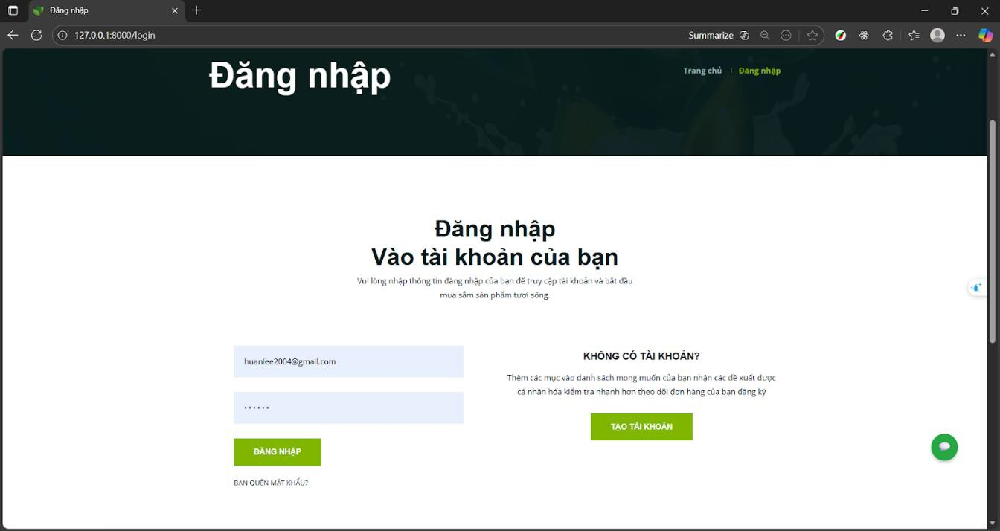 Đăng nhập
127.0.0.1:8000/login
Summarize
Đăng nhập
Trang chủ | Đăng nhập
Đăng nhập
Vào tài khoản của bạn
Vui lòng nhập thông tin đăng nhập của bạn để truy cập tài khoản và bắt đầu
mua sắm sản phẩm tươi sống.
huanlee2004@gmail.com
••••••
ĐĂNG NHẬP
BẠN QUÊN MẬT KHẨU?
KHÔNG CÓ TÀI KHOẢN?
Thêm các mục vào danh sách mong muốn của bạn nhận các đề xuất được
cá nhân hóa kiểm tra nhanh hơn theo dõi đơn hàng của bạn đăng ký
TẠO TÀI KHOẢN